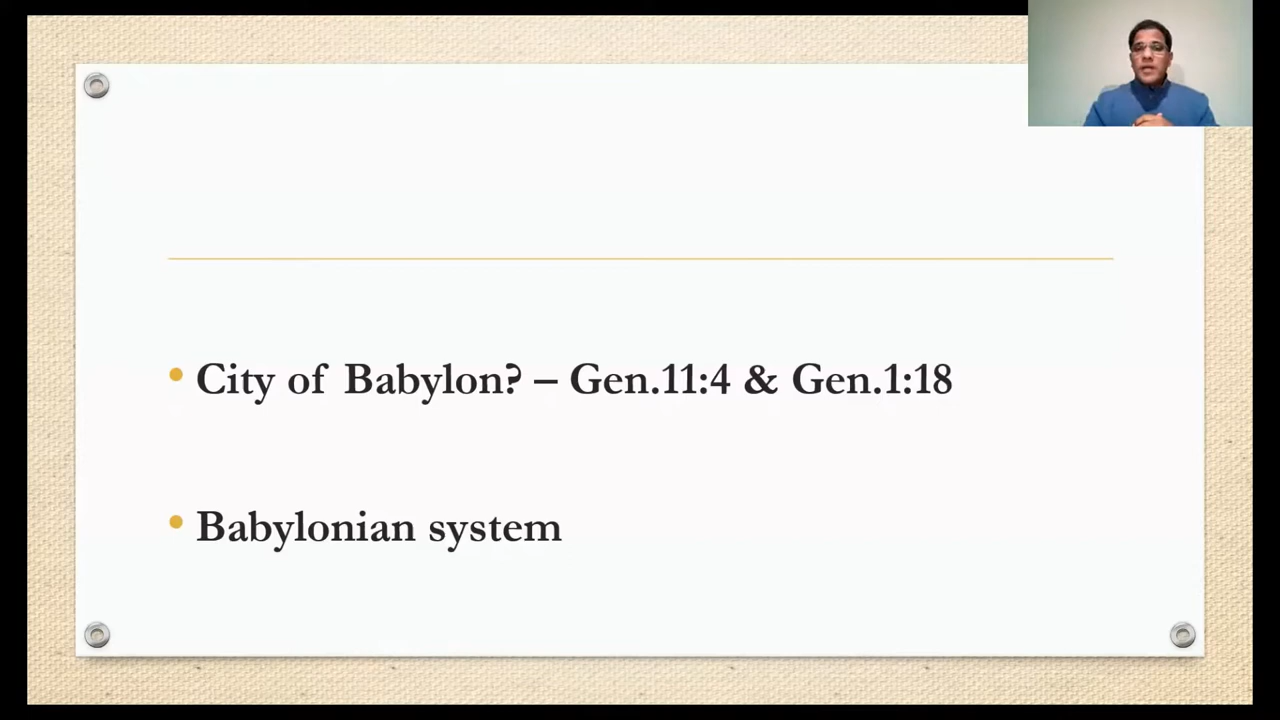 • City of Babylon? – Gen.11:4 & Gen.1:18
• Babylonian system